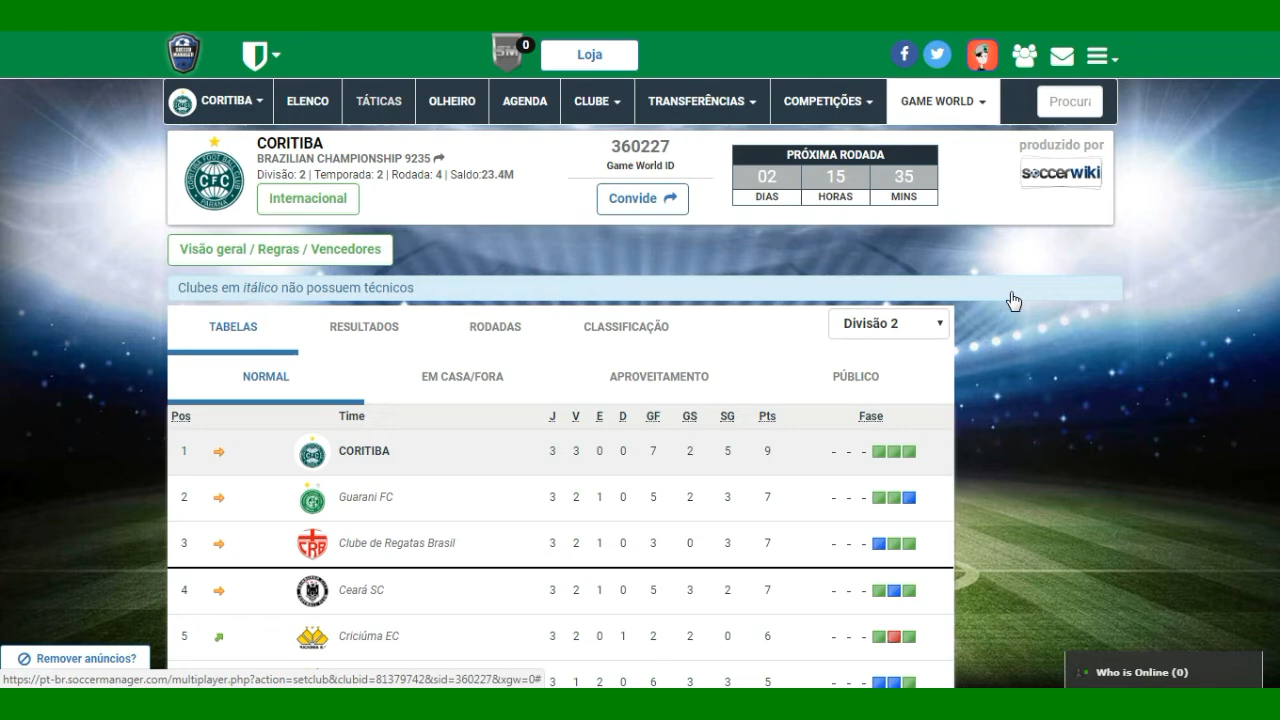 SM 0 Loja
CORITIBA ELENCO TÁTICAS OLHEIRO AGENDA CLUBE TRANSFERÊNCIAS COMPETIÇÕES GAME WORLD Procura
CORITIBA
BRAZILIAN CHAMPIONSHIP 9235
Divisão: 2 | Temporada: 2 | Rodada: 4 | Saldo:23.4M
Internacional
360227
Game World ID
Convide
PRÓXIMA RODADA
02 15 35
DIAS HORAS MINS
produzido por
soccerwiki
Visão geral / Regras / Vencedores
Clubes em itálico não possuem técnicos
TABELAS RESULTADOS RODADAS CLASSIFICAÇÃO Divisão 2
NORMAL EM CASA/FORA APROVEITAMENTO PÚBLICO
Pos Time J V E D GF GS SG Pts Fase
1 CORITIBA 3 3 0 0 7 2 5 9 - - -
2 Guarani FC 3 2 1 0 5 2 3 7 - - -
3 Clube de Regatas Brasil 3 2 1 0 3 0 3 7 - - -
4 Ceará SC 3 2 1 0 5 3 2 7 - - -
5 Criciúma EC 3 2 0 1 2 2 0 6 - - -
3 1 2 0 6 3 3 5 - - -
Remover anúncios?
https://pt-br.soccermanager.com/multiplayer.php?action=setclub&clubid=81379742&sid=360227&xgw=0#
Who is Online (0)